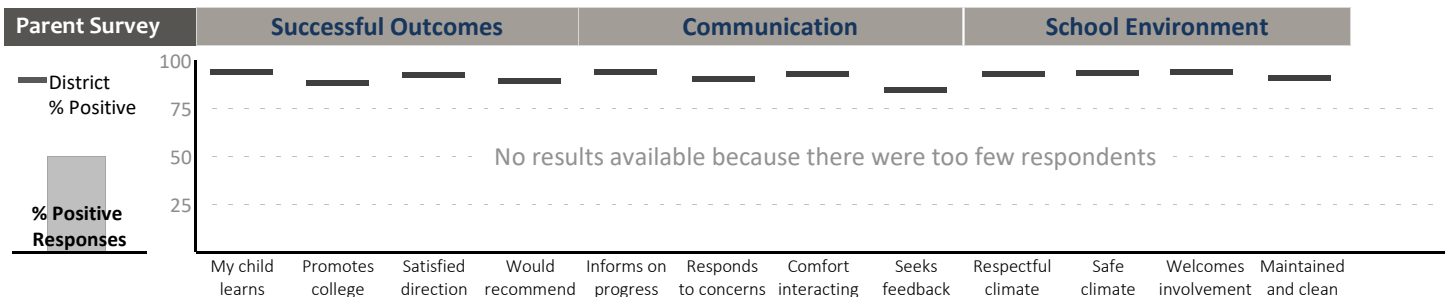 Parent Survey
Successful Outcomes
Communication
School Environment
District
% Positive
% Positive
Responses
100
75
50
25
No results available because there were too few respondents
My child
learns
Promotes
college
Satisfied
direction
Would
recommend
Informs on
progress
Responds
to concerns
Comfort
interacting
Seeks
feedback
Respectful
climate
Safe
climate
Welcomes
involvement
Maintained
and clean